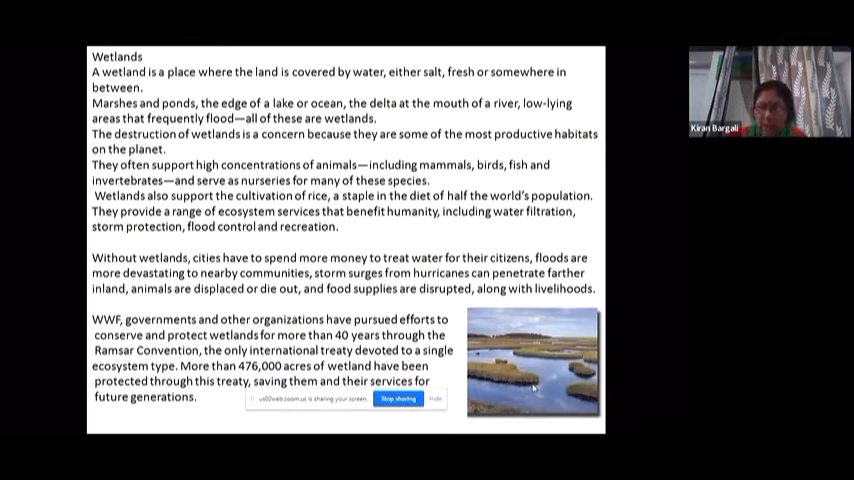 Wetlands
A wetland is a place where the land is covered by water, either salt, fresh or somewhere in
between.
Marshes and ponds, the edge of a lake or ocean, the delta at the mouth of a river, low-lying
areas that frequently flood—all of these are wetlands.
The destruction of wetlands is a concern because they are some of the most productive habitats
on the planet.
They often support high concentrations of animals—including mammals, birds, fish and
invertebrates—and serve as nurseries for many of these species.
Wetlands also support the cultivation of rice, a staple in the diet of half the world's population.
They provide a range of ecosystem services that benefit humanity, including water filtration,
storm protection, flood control and recreation.
Without wetlands, cities have to spend more money to treat water for their citizens, floods are
more devastating to nearby communities, storm surges from hurricanes can penetrate farther
inland, animals are displaced or die out, and food supplies are disrupted, along with livelihoods.
WWF, governments and other organizations have pursued efforts to
conserve and protect wetlands for more than 40 years through the
Ramsar Convention, the only international treaty devoted to a single
ecosystem type. More than 476,000 acres of wetland have been
protected through this treaty, saving them and their services for
future generations.
us02web.zoom.us is sharing your screen.
Stop sharing
Hide
Kiran Bargali